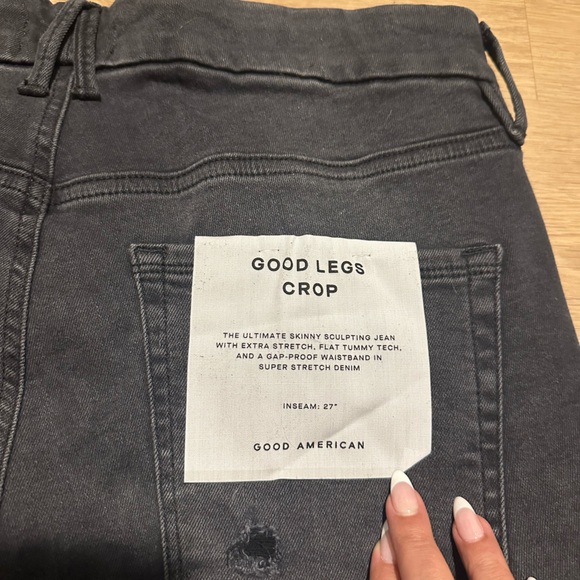 GOOD LEGS
CROP
THE ULTIMATE SKINNY SCULPTING JEAN
WITH EXTRA STRETCH, FLAT TUMMY TECH,
AND A GAP-PROOF WAISTBAND IN
SUPER STRETCH DENIM
INSEAM: 27"
GOOD AMERICAN